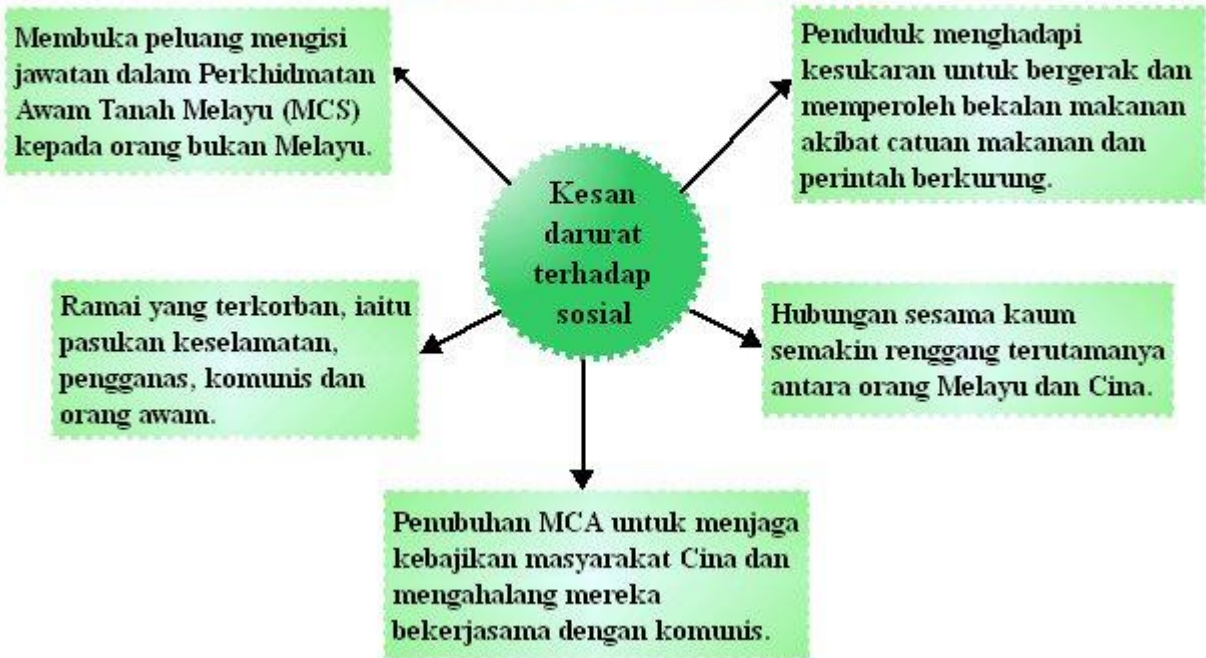 Membuka peluang mengisi
jawatan dalam Perkhidmatan
Awam Tanah Melayu (MCS)
kepada orang bukan Melayu.
Penduduk menghadapi
kesukaran untuk bergerak dan
memperoleh bekalan makanan
akibat catuan makanan dan
perintah berkurung.
Kesan
darurat
terhadap
sosial
Ramai yang terkorban, iaitu
pasukan keselamatan,
pengganas, komunis dan
orang awam.
Hubungan sesama kaum
semakin renggang terutamanya
antara orang Melayu dan Cina.
Penubuhan MCA untuk menjaga
kebajikan masyarakat Cina dan
mengahalang mereka
bekerjasama dengan komunis.